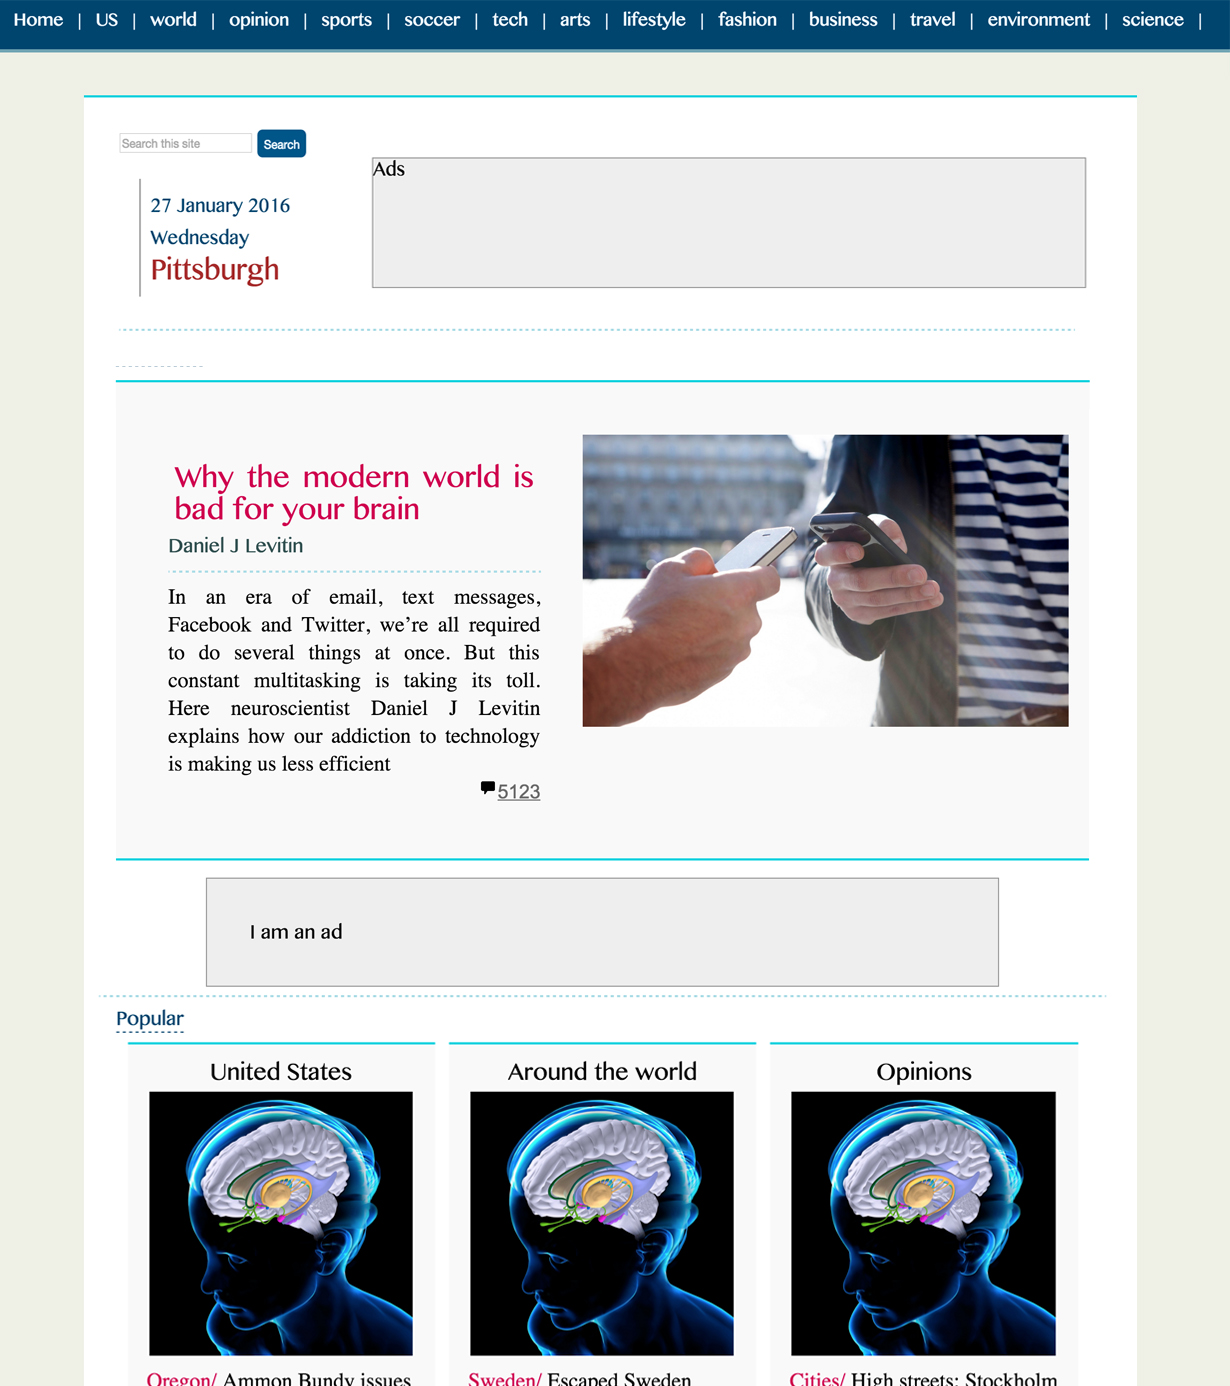 Home | US | world | opinion | sports | soccer | tech | arts | lifestyle | fashion | business | travel | environment | science |
Search this site Search
Ads
27 January 2016
Wednesday
Pittsburgh
Why the modern world is
bad for your brain
Daniel J Levitin
In an era of email, text messages,
Facebook and Twitter, we’re all required
to do several things at once. But this
constant multitasking is taking its toll.
Here neuroscientist Daniel J Levitin
explains how our addiction to technology
is making us less efficient
5123
I am an ad
Popular
United States
Around the world
Opinions
Oregon/ Ammon Bundy issues
Sweden/ Escaped Sweden
Cities/ High streets: Stockholm